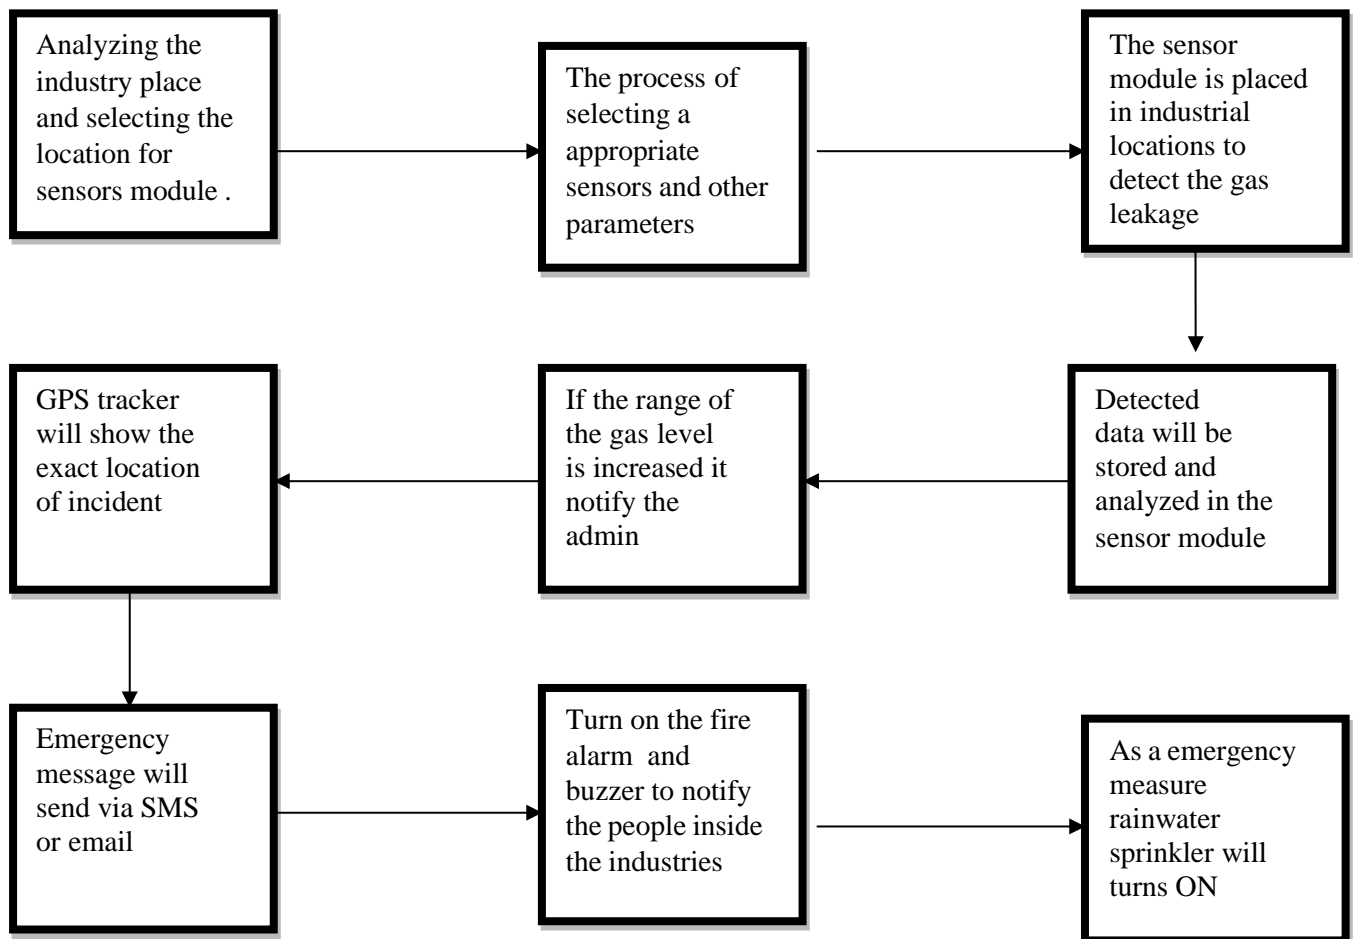 Analyzing the
industry place
and selecting the
location for
sensors module .
The process of
selecting a
appropriate
sensors and other
parameters
The sensor
module is placed
in industrial
locations to
detect the gas
leakage
Detected
data will be
stored and
analyzed in the
sensor module
If the range of
the gas level
is increased it
notify the
admin
GPS tracker
will show the
exact location
of incident
Emergency
message will
send via SMS
or email
Turn on the fire
alarm  and
buzzer to notify
the people inside
the industries
As a emergency
measure
rainwater
sprinkler will
turns ON